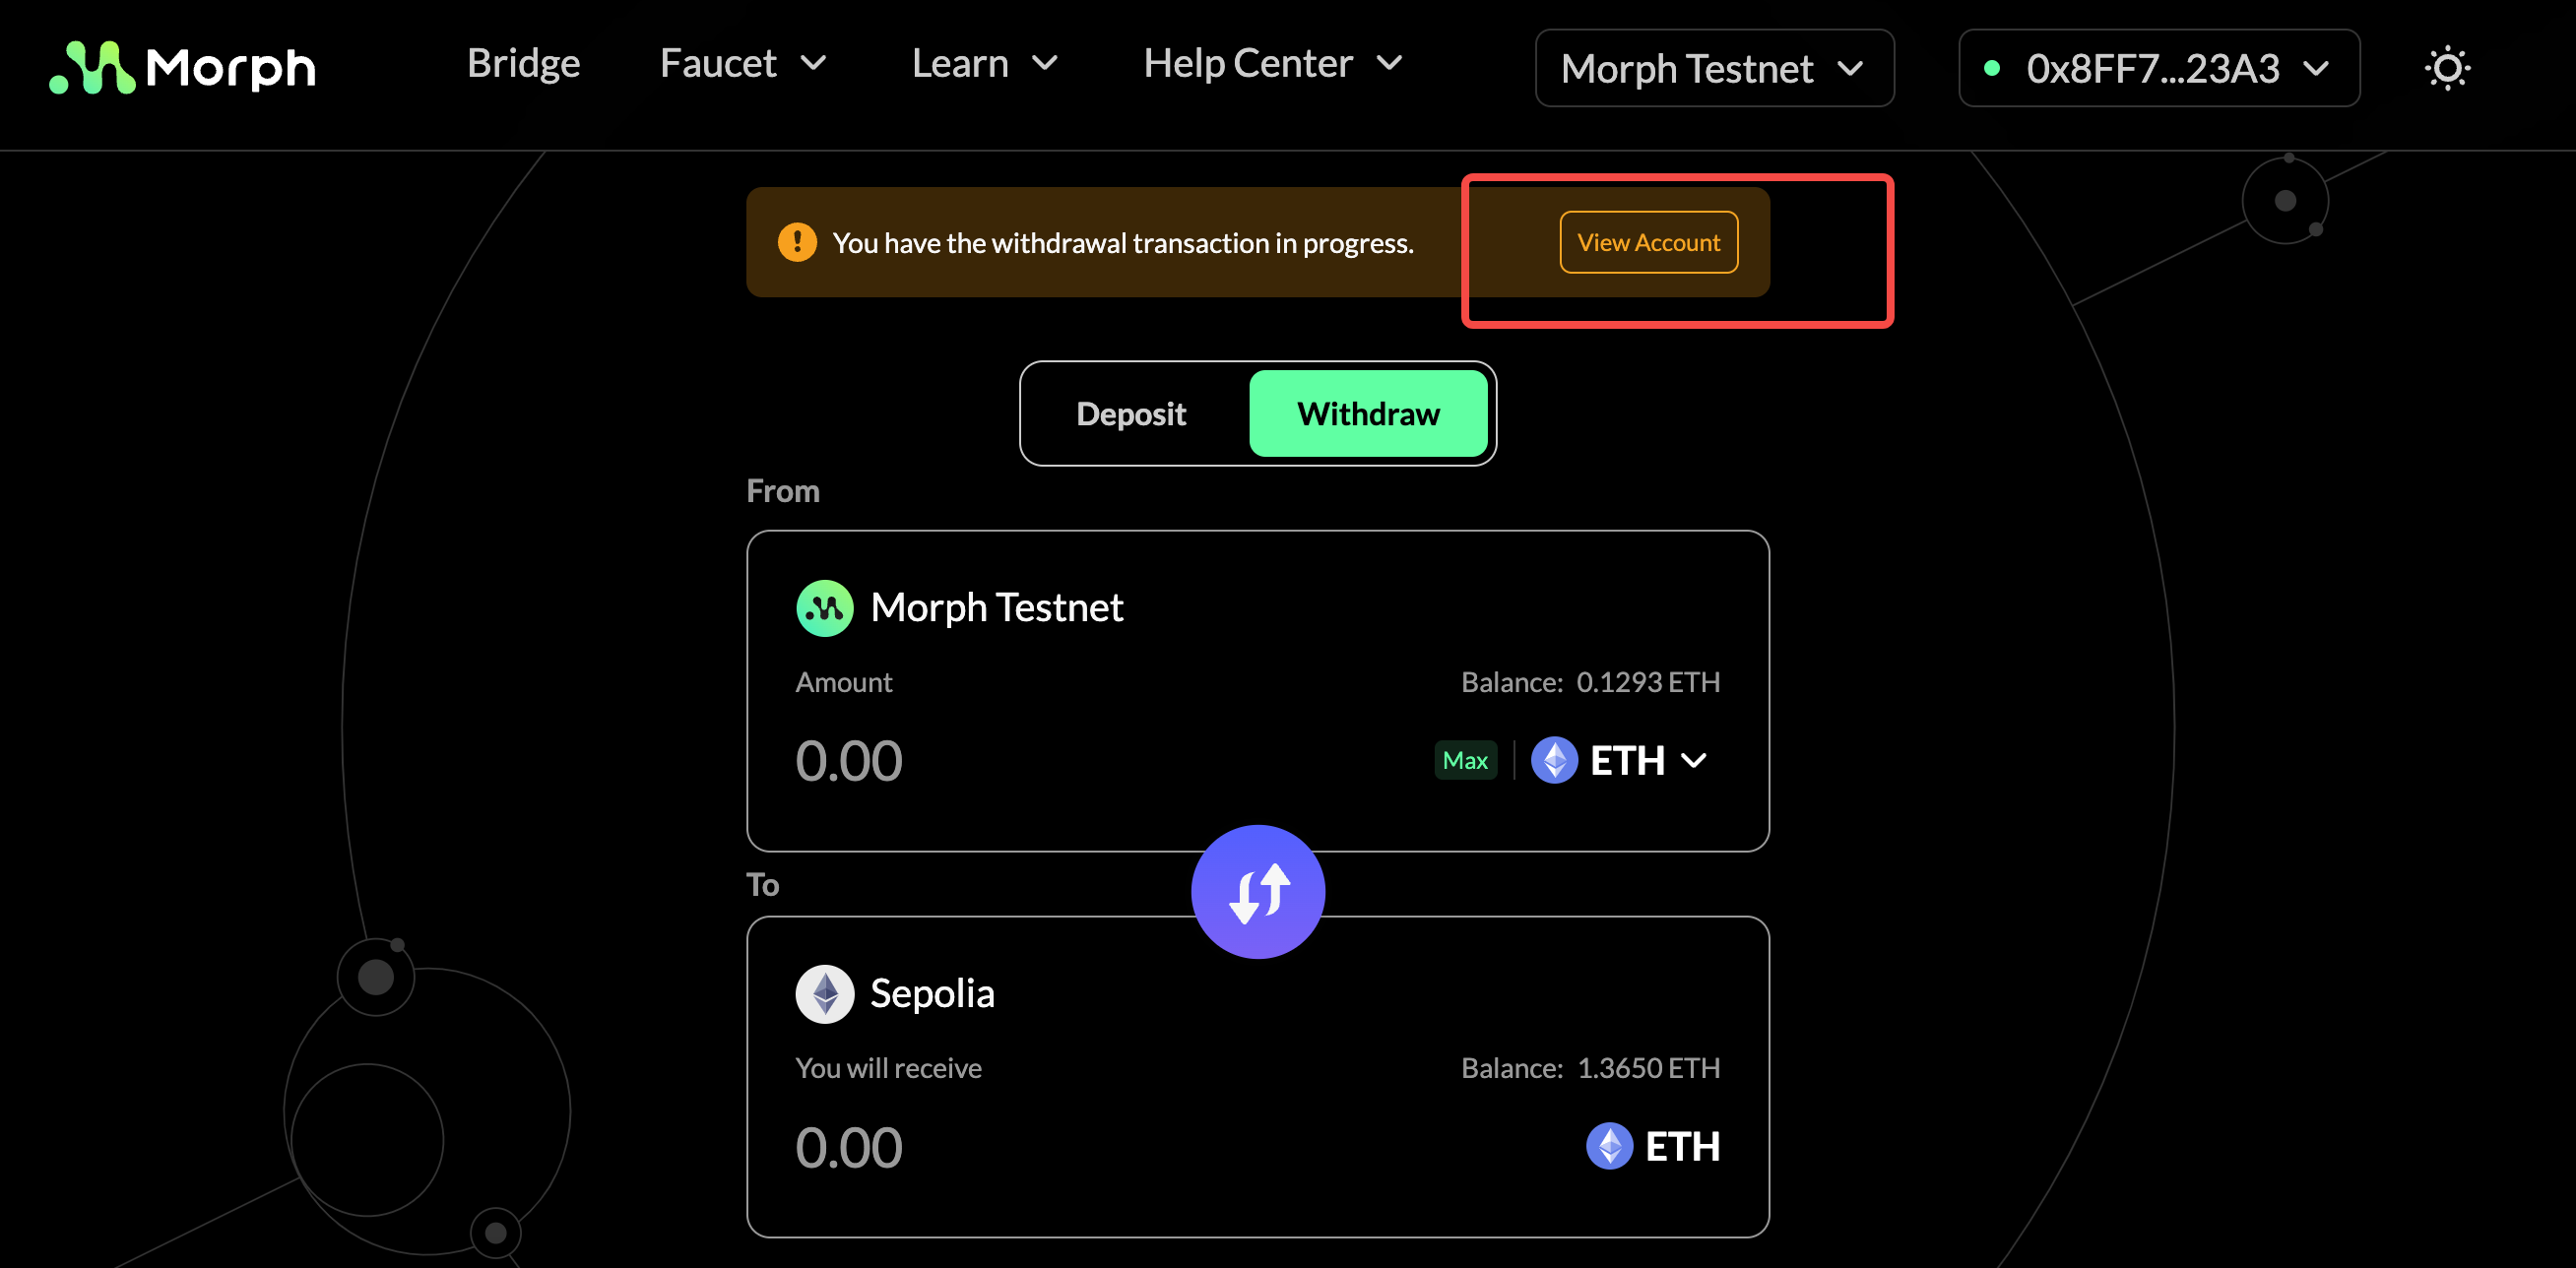 Morph Bridge Faucet Learn Help Center Morph Testnet 0x8FF7...23A3
You have the withdrawal transaction in progress. View Account
Deposit Withdraw
From
Morph Testnet
Amount Balance: 0.1293 ETH
0.00 Max ETH
To
Sepolia
You will receive Balance: 1.3650 ETH
0.00 ETH